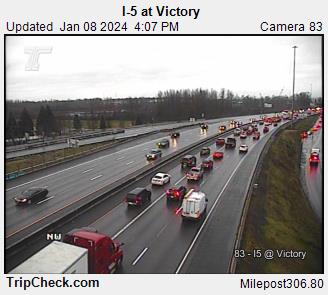 I-5 at Victory
Updated Jan 08 2024 4:07 PM Camera 83
T
NW
83 - I5 @ Victory
TripCheck.com Milepost306.80